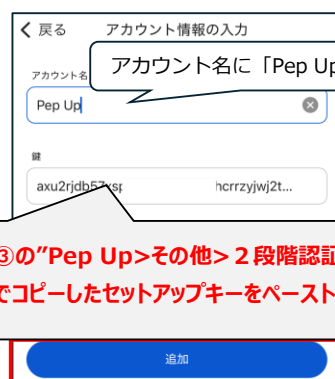 戻る アカウント情報の入力
アカウント名
アカウント名に「Pep Up
Pep Up
鍵
axu2rjdb57xsp hcrrzyjwj2t...
③の”Pep Up>その他>２段階認証
でコピーしたセットアップキーをペースト
追加